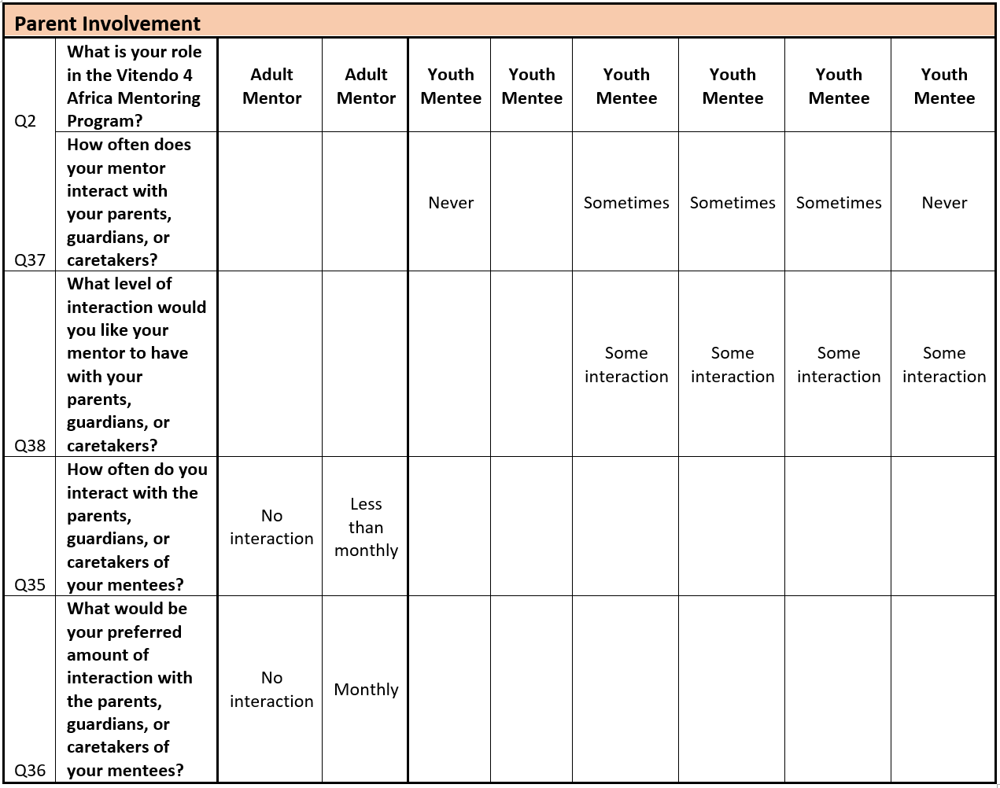 Parent Involvement
Q2
What is your role
in the Vitendo 4
Africa Mentoring
Program?
Adult
Mentor
Adult
Mentor
Youth
Mentee
Youth
Mentee
Youth
Mentee
Youth
Mentee
Youth
Mentee
Youth
Mentee
Q37
How often does
your mentor
interact with
your parents,
guardians, or
caretakers?
Never
Sometimes
Sometimes
Sometimes
Never
Q38
What level of
interaction would
you like your
mentor to have
with your
parents,
guardians, or
caretakers?
Some
interaction
Some
interaction
Some
interaction
Some
interaction
Q35
How often do you
interact with the
parents,
guardians, or
caretakers of
your mentees?
No
interaction
Less
than
monthly
Q36
What would be
your preferred
amount of
interaction with
the parents,
guardians, or
caretakers of
your mentees?
No
interaction
Monthly